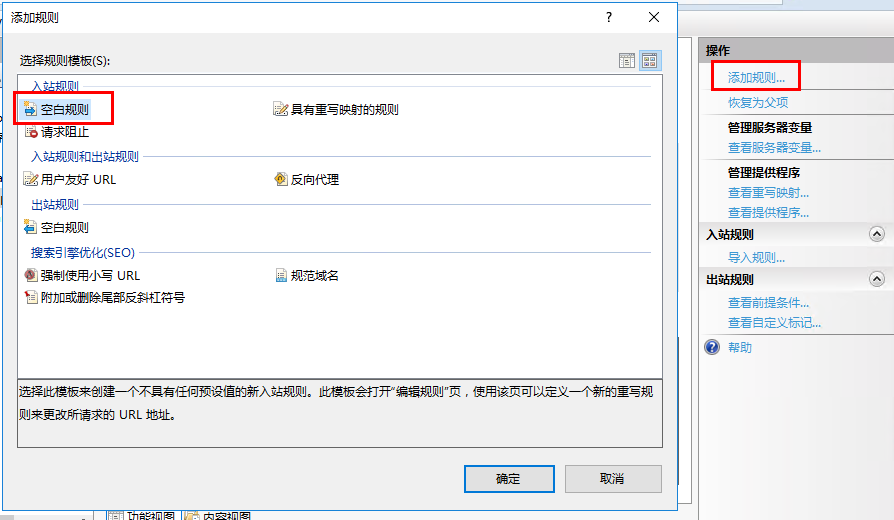 添加规则
?
选择规则模板(S):
入站规则
空白规则
具有重写映射的规则
请求阻止
入站规则和出站规则
用户友好 URL
反向代理
出站规则
空白规则
搜索引擎优化(SEO)
强制使用小写 URL
规范域名
附加或删除尾部反斜杠符号
选择此模板来创建一个不具有任何预设值的新入站规则。此模板会打开“编辑规则”页，使用该页可以定义一个新的重写规
则来更改所请求的 URL 地址。
确定
取消
功能视图
内容视图
操作
添加规则...
恢复为父项
管理服务器变量
查看服务器变量...
管理提供程序
查看重写映射...
查看提供程序...
入站规则
导入规则...
出站规则
查看前提条件...
查看自定义标记...
帮助